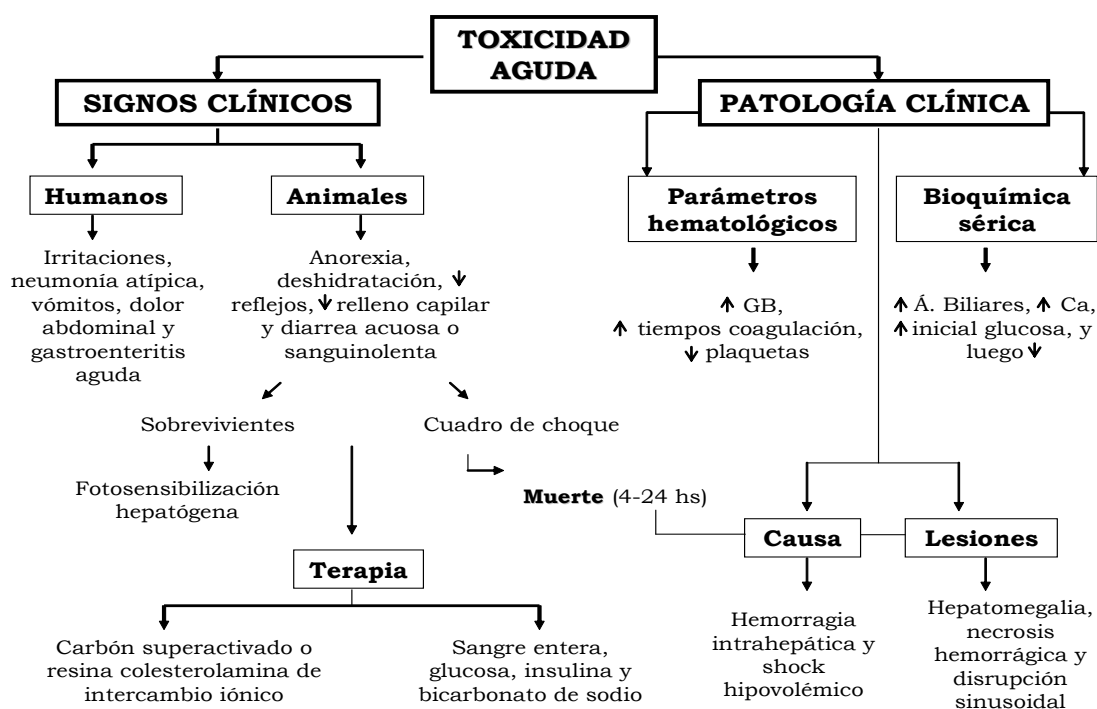 TOXICIDAD
AGUDA
SIGNOS CLÍNICOS
PATOLOGÍA CLÍNICA
Humanos
Animales
Parámetros
hematológicos
Bioquímica
sérica
Irritaciones,
neumonía atípica,
vómitos, dolor
abdominal y
gastroenteritis
aguda
Anorexia,
deshidratación, ↓
reflejos, ↓ relleno capilar
y diarrea acuosa o
sanguinolenta
↑ GB,
↑ tiempos coagulación,
↓ plaquetas
↑ Á. Biliares, ↑ Ca,
↑ inicial glucosa, y
luego ↓
Sobrevivientes
Cuadro de choque
Fotosensibilización
hepatógena
Muerte (4-24 hs)
Causa
Lesiones
Terapia
Carbón superactivado o
resina colesterolamina de
intercambio iónico
Sangre entera,
glucosa, insulina y
bicarbonato de sodio
Hemorragia
intrahepática y
shock
hipovolémico
Hepatomegalia,
necrosis
hemorrágica y
disrupción
sinusoidal